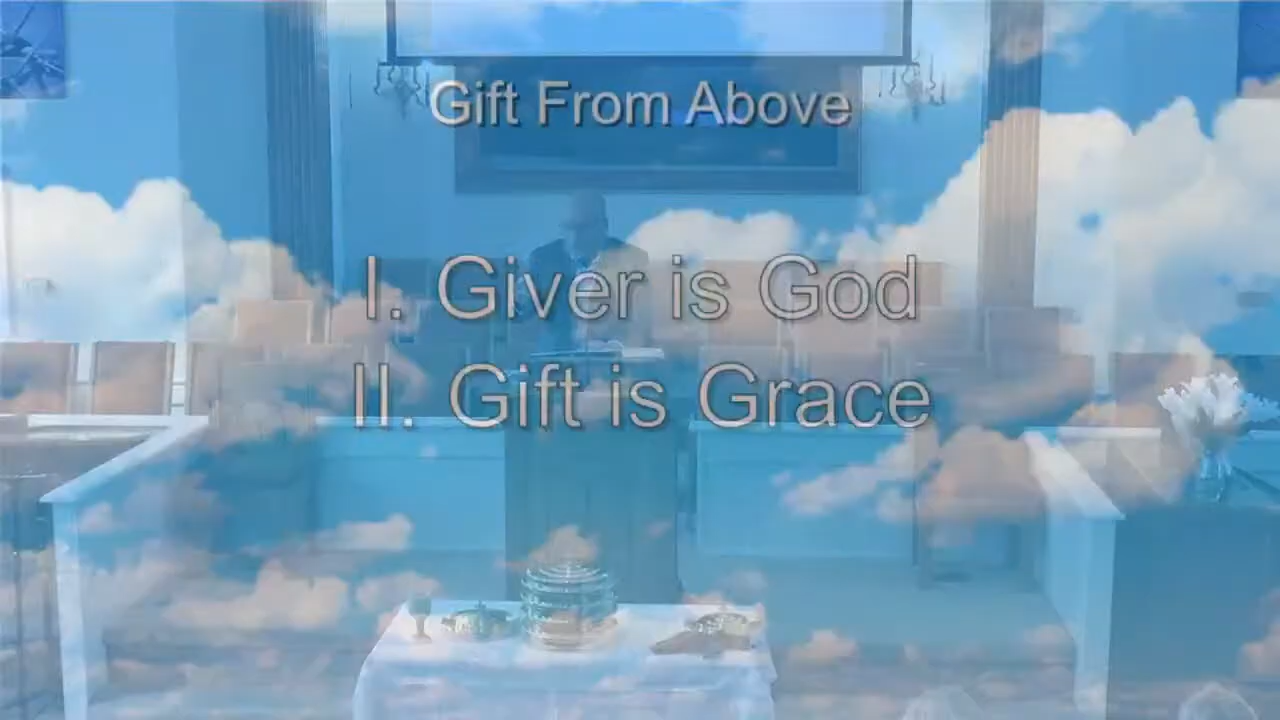 Gift From Above
I. Giver is God
II. Gift is Grace